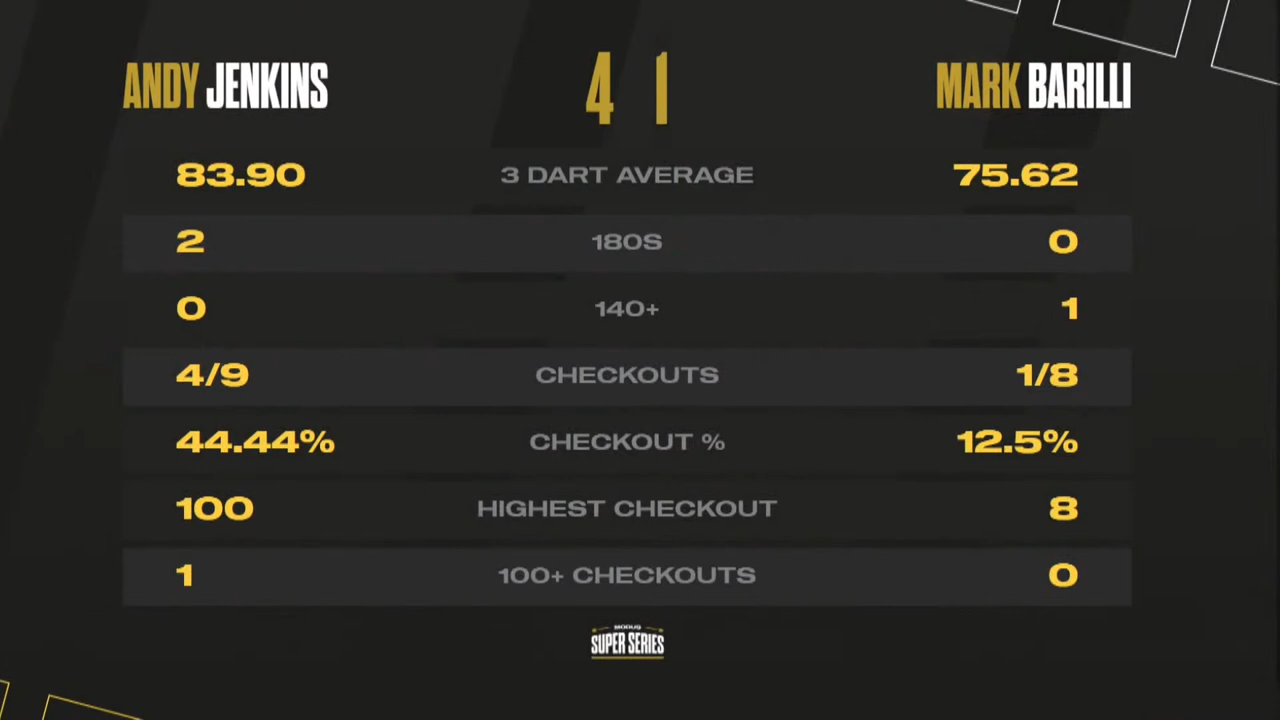 ANDY JENKINS 4 1 MARK BARILLI
83.90 3 DART AVERAGE 75.62
2 180S 0
0 140+ 1
4/9 CHECKOUTS 1/8
44.44% CHECKOUT % 12.5%
100 HIGHEST CHECKOUT 8
1 100+ CHECKOUTS 0
MODUS
SUPER SERIES